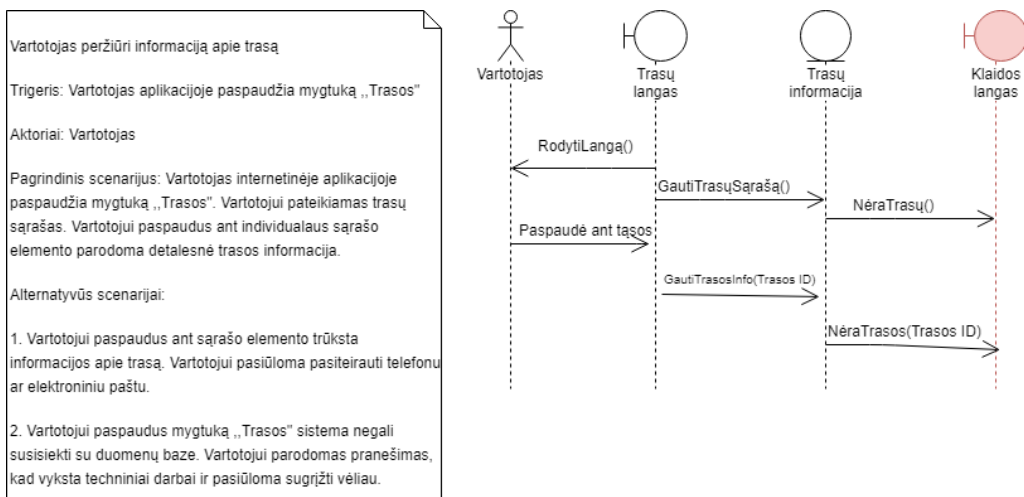 Vartotojas peržiūri informaciją apie trasą
Trigeris: Vartotojas aplikacijoje paspaudžia mygtuką ,,Trasos"
Aktoriai: Vartotojas
Pagrindinis scenarijus: Vartotojas internetinėje aplikacijoje
paspaudžia mygtuką ,,Trasos". Vartotojui pateikiamas trasų
sąrašas. Vartotojui paspaudus ant individualaus sąrašo
elemento parodoma detalesnė trasos informacija.
Alternatyvūs scenarijai:
1. Vartotojui paspaudus ant sąrašo elemento trūksta
informacijos apie trasą. Vartotojui pasiūloma pasiteirauti telefonu
ar elektroniniu paštu.
2. Vartotojui paspaudus mygtuką ,,Trasos" sistema negali
susisiekti su duomenų baze. Vartotojui parodomas pranešimas,
kad vyksta techniniai darbai ir pasiūloma sugrįžti vėliau.
Vartotojas
Trasų
langas
Trasų
informacija
Klaidos
langas
RodytiLangą()
GautiTrasųSąrašą()
NėraTrasų()
Paspaudė ant tąsos
GautiTrasosInfo(Trasos ID)
NėraTrasos(Trasos ID)